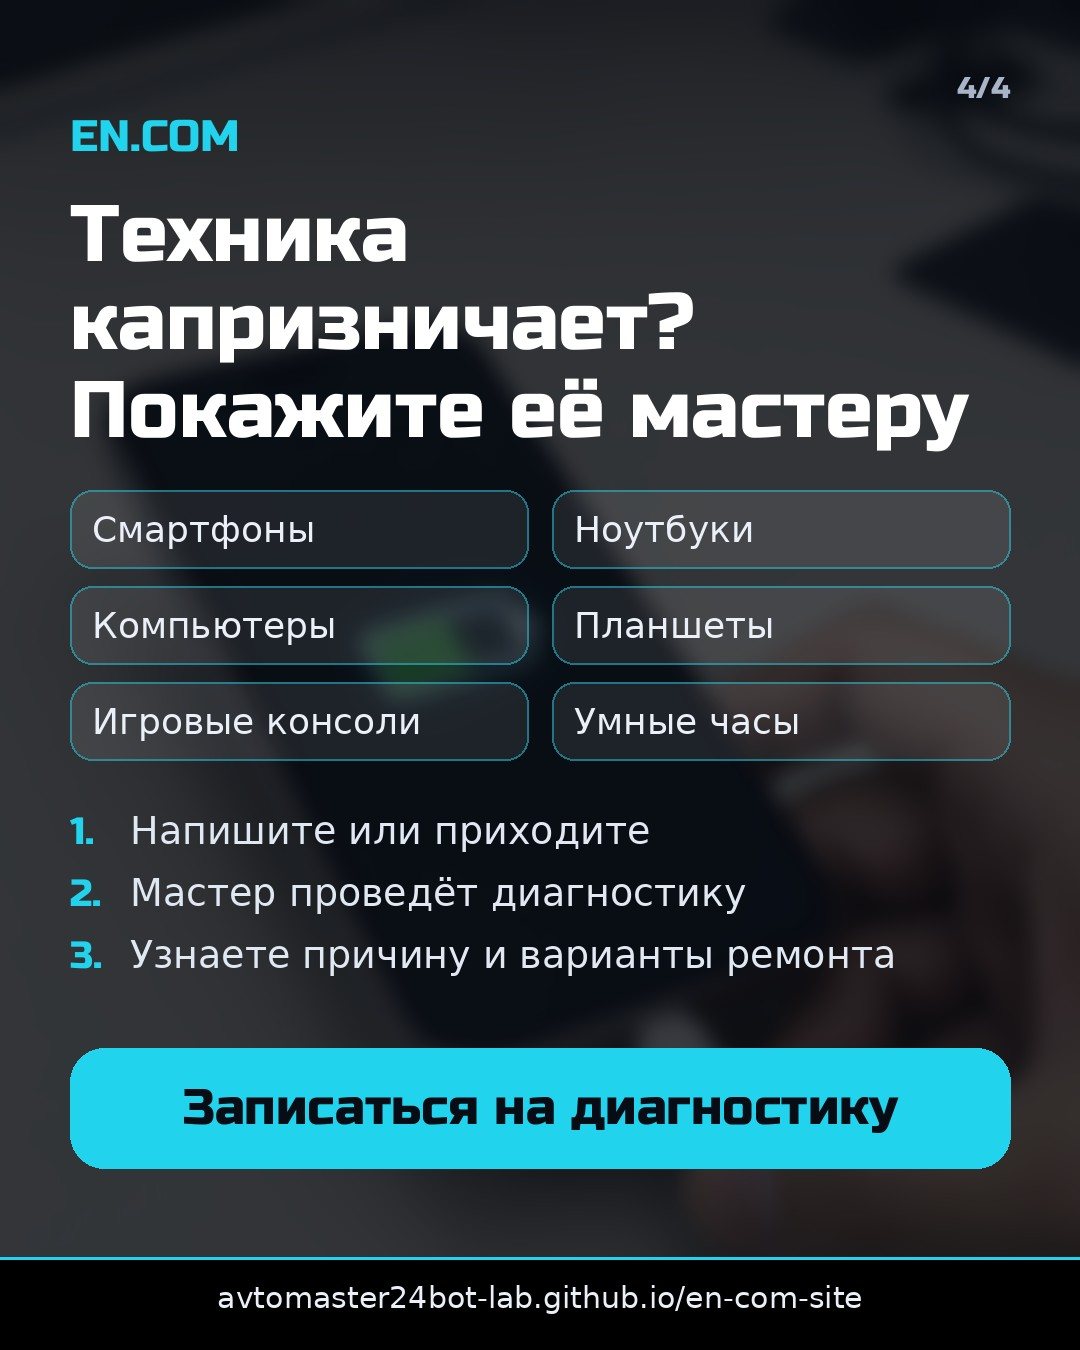 4/4
EN.COM
Техника
капризничает?
Покажите её мастеру
Смартфоны
Ноутбуки
Компьютеры
Планшеты
Игровые консоли
Умные часы
1. Напишите или приходите
2. Мастер проведёт диагностику
3. Узнаете причину и варианты ремонта
Записаться на диагностику
avtomaster24bot-lab.github.io/en-com-site